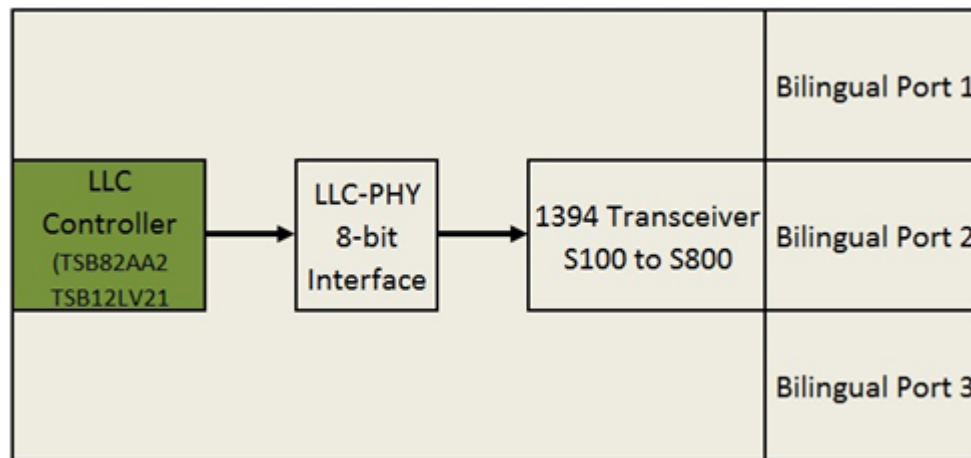 Bilingual Port 1
LLC
Controller
(TSB82AA2
TSB12LV21
LLC-PHY
8-bit
Interface
1394 Transceiver
S100 to S800
Bilingual Port 2
Bilingual Port 3